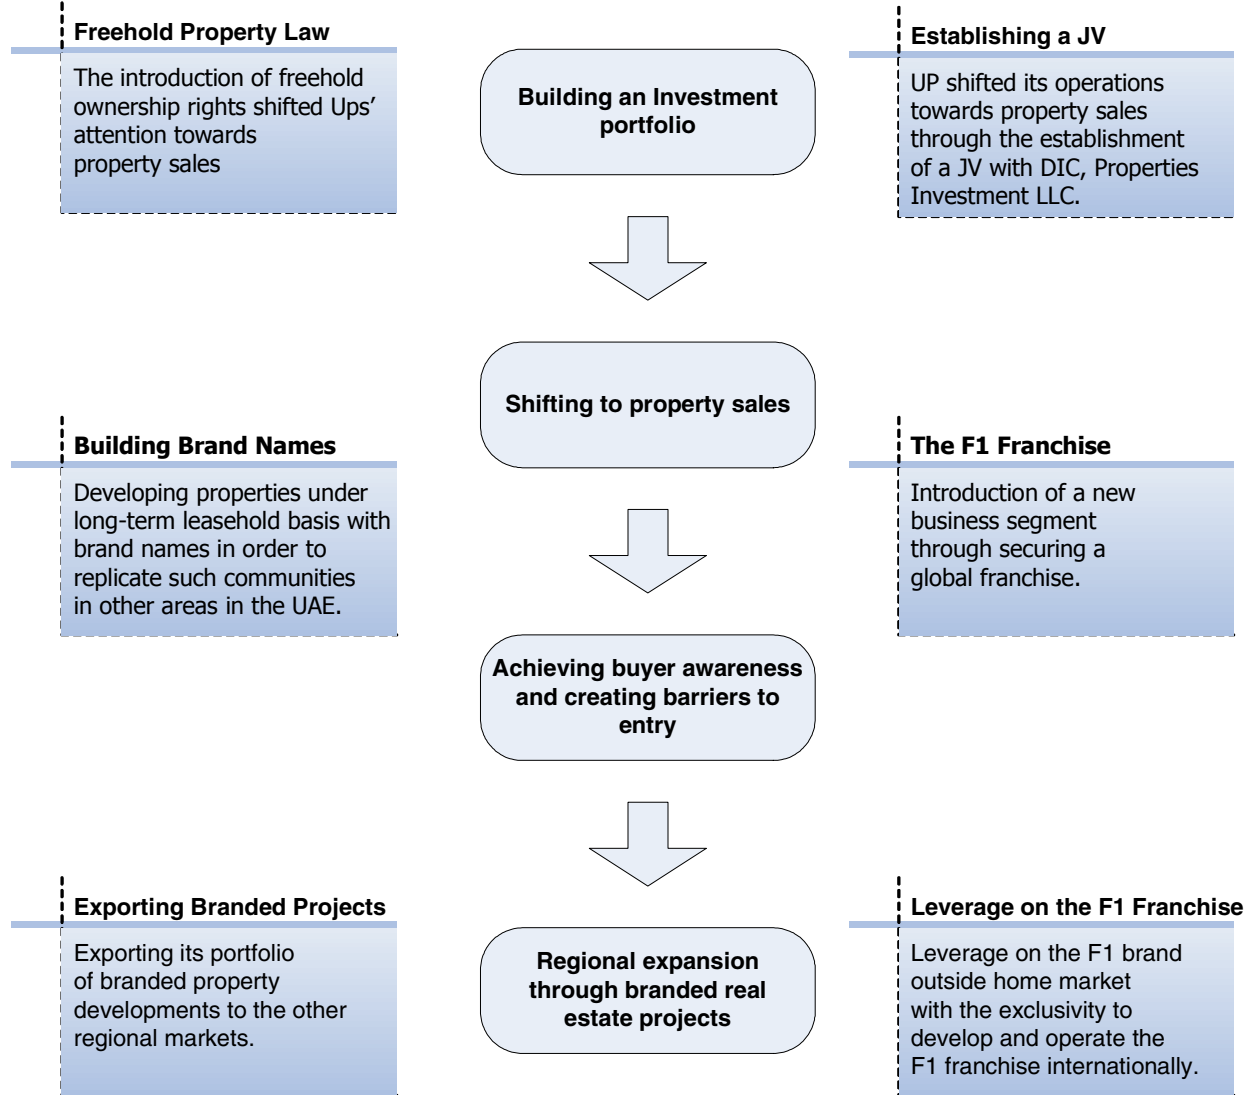 Freehold Property Law
The introduction of freehold
ownership rights shifted Ups’
attention towards
property sales
Building an Investment
portfolio
Establishing a JV
UP shifted its operations
towards property sales
through the establishment
of a JV with DIC, Properties
Investment LLC.
Shifting to property sales
Building Brand Names
Developing properties under
long-term leasehold basis with
brand names in order to
replicate such communities
in other areas in the UAE.
The F1 Franchise
Introduction of a new
business segment
through securing a
global franchise.
Achieving buyer awareness
and creating barriers to
entry
Exporting Branded Projects
Exporting its portfolio
of branded property
developments to the other
regional markets.
Regional expansion
through branded real
estate projects
Leverage on the F1 Franchise
Leverage on the F1 brand
outside home market
with the exclusivity to
develop and operate the
F1 franchise internationally.